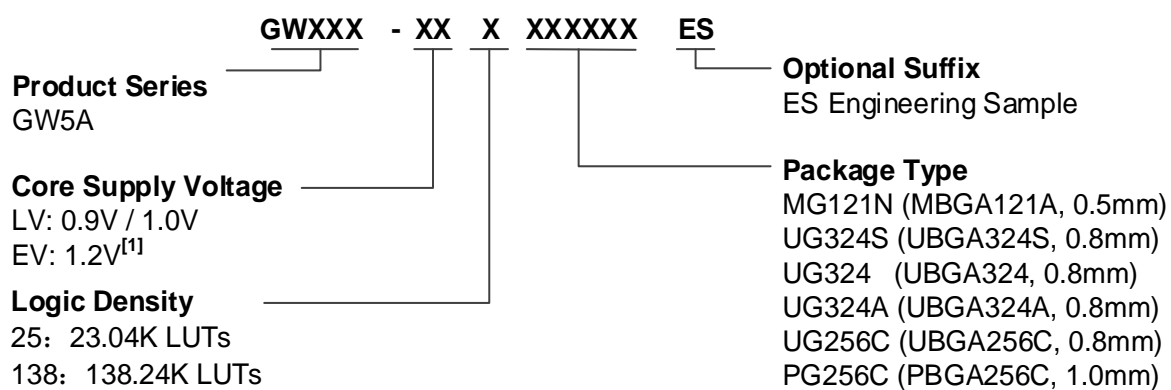 GWXXX - XX X XXXXXX ES
Product Series
GW5A
Core Supply Voltage
LV: 0.9V / 1.0V
EV: 1.2V[1]
Logic Density
25：23.04K LUTs
138：138.24K LUTs
Optional Suffix
ES Engineering Sample
Package Type
MG121N (MBGA121A, 0.5mm)
UG324S (UBGA324S, 0.8mm)
UG324 (UBGA324, 0.8mm)
UG324A (UBGA324A, 0.8mm)
UG256C (UBGA256C, 0.8mm)
PG256C (PBGA256C, 1.0mm)